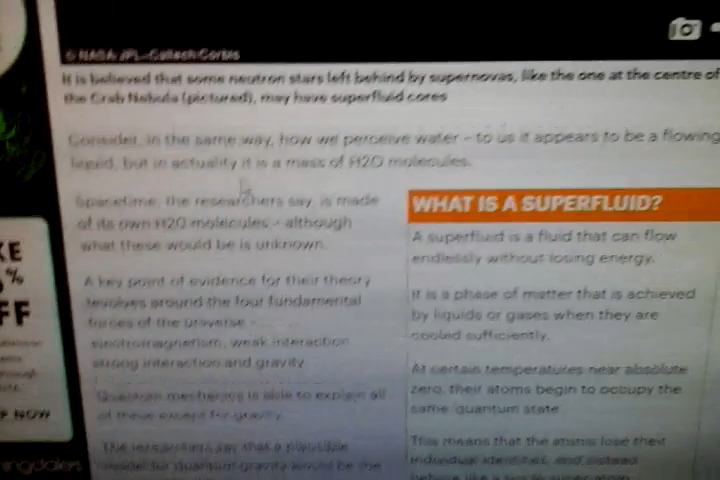 © NASA JPL-Caltech Corbis
It is believed that some neutron stars left behind by supernovas, like the one at the centre of
the Crab Nebula (pictured), may have superfluid cores
Consider, in the same way, how we perceive water - to us it appears to be a flowing
liquid, but in actuality it is a mass of H2O molecules.
Spacetime, the researchers say, is made
of its own H2O molecules - although
what these would be is unknown.
A key point of evidence for their theory
revolves around the four fundamental
forces of the universe -
electromagnetism, weak interaction
strong interaction and gravity
Quantum mechanics is able to explain all
of these except for gravity.
The researchers say that a plausible
quantum gravity would be one
WHAT IS A SUPERFLUID?
A superfluid is a fluid that can flow
endlessly without losing energy.
It is a phase of matter that is achieved
by liquids or gases when they are
cooled sufficiently.
At certain temperatures near absolute
zero, their atoms begin to occupy the
same 'quantum state'
This means that the atoms lose their
individual identities, and instead
KE
%
FF
NOW